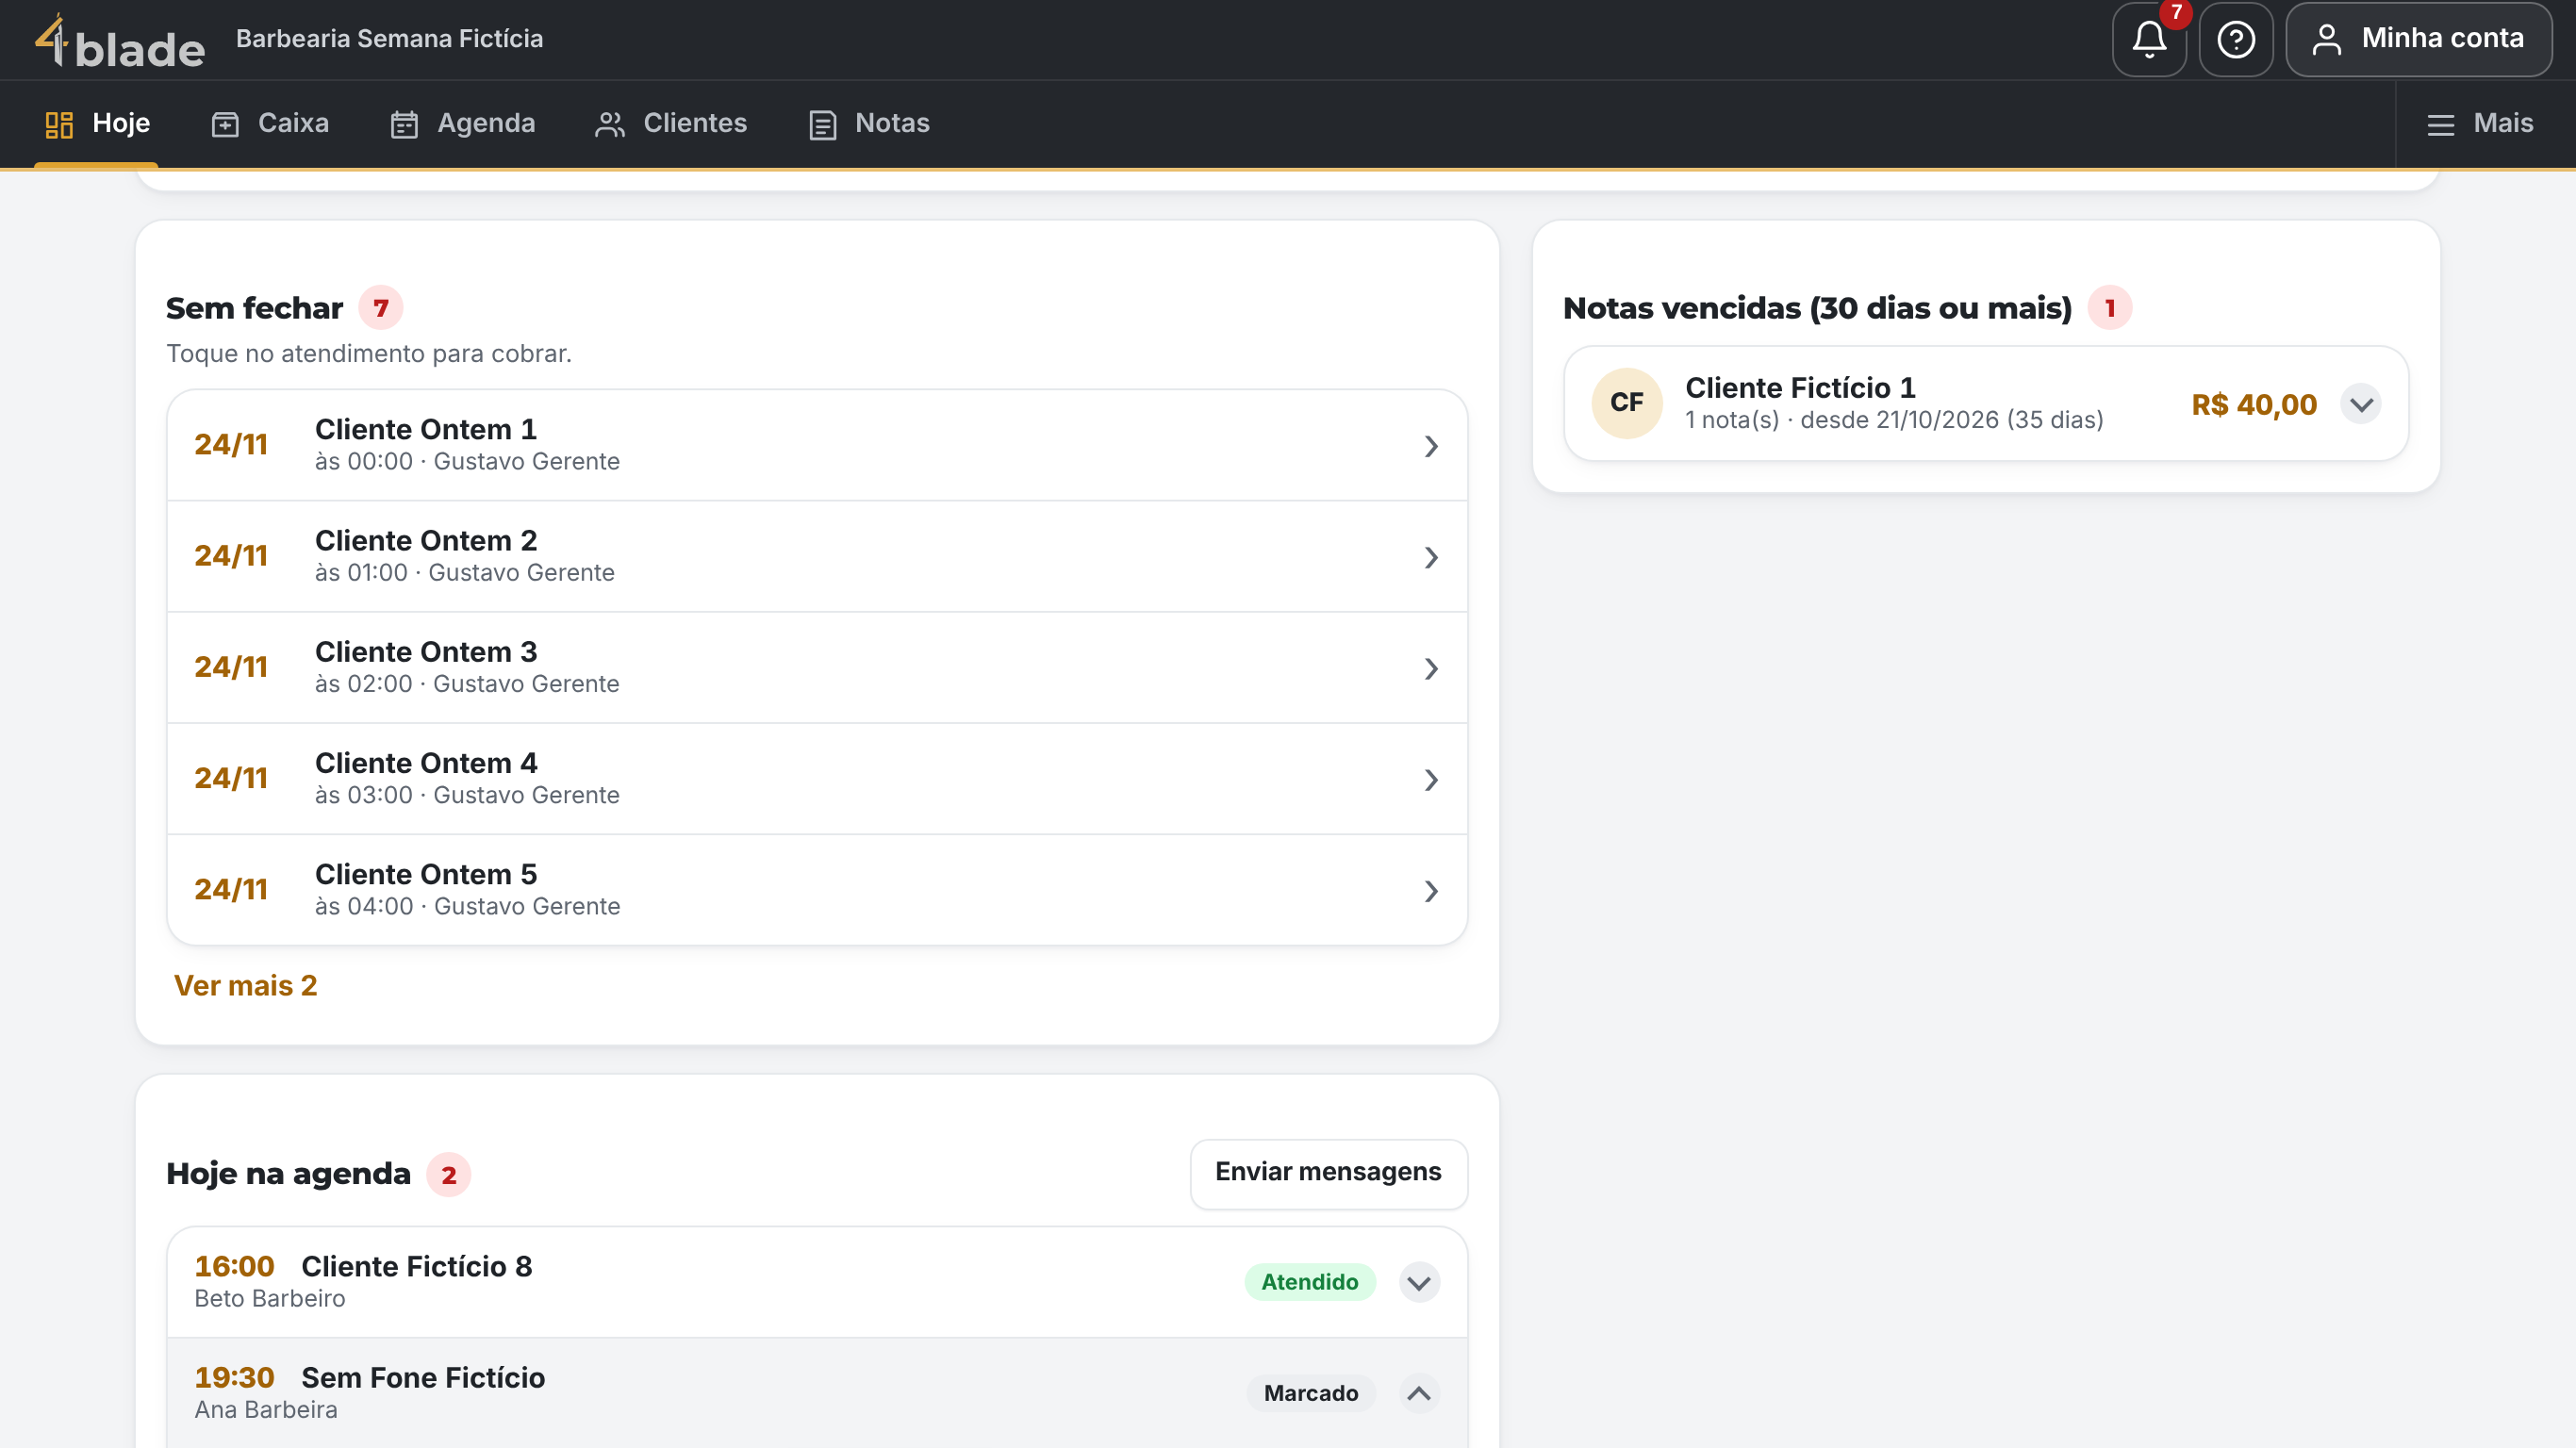 4blade
Barbearia Semana Fictícia
7
Minha conta
Hoje
Caixa
Agenda
Clientes
Notas
Mais
Sem fechar 7
Toque no atendimento para cobrar.
24/11
Cliente Ontem 1
às 00:00 · Gustavo Gerente
24/11
Cliente Ontem 2
às 01:00 · Gustavo Gerente
24/11
Cliente Ontem 3
às 02:00 · Gustavo Gerente
24/11
Cliente Ontem 4
às 03:00 · Gustavo Gerente
24/11
Cliente Ontem 5
às 04:00 · Gustavo Gerente
Ver mais 2
Notas vencidas (30 dias ou mais) 1
CF
Cliente Fictício 1
1 nota(s) · desde 21/10/2026 (35 dias)
R$ 40,00
Hoje na agenda 2
Enviar mensagens
16:00 Cliente Fictício 8
Beto Barbeiro
Atendido
19:30 Sem Fone Fictício
Ana Barbeira
Marcado